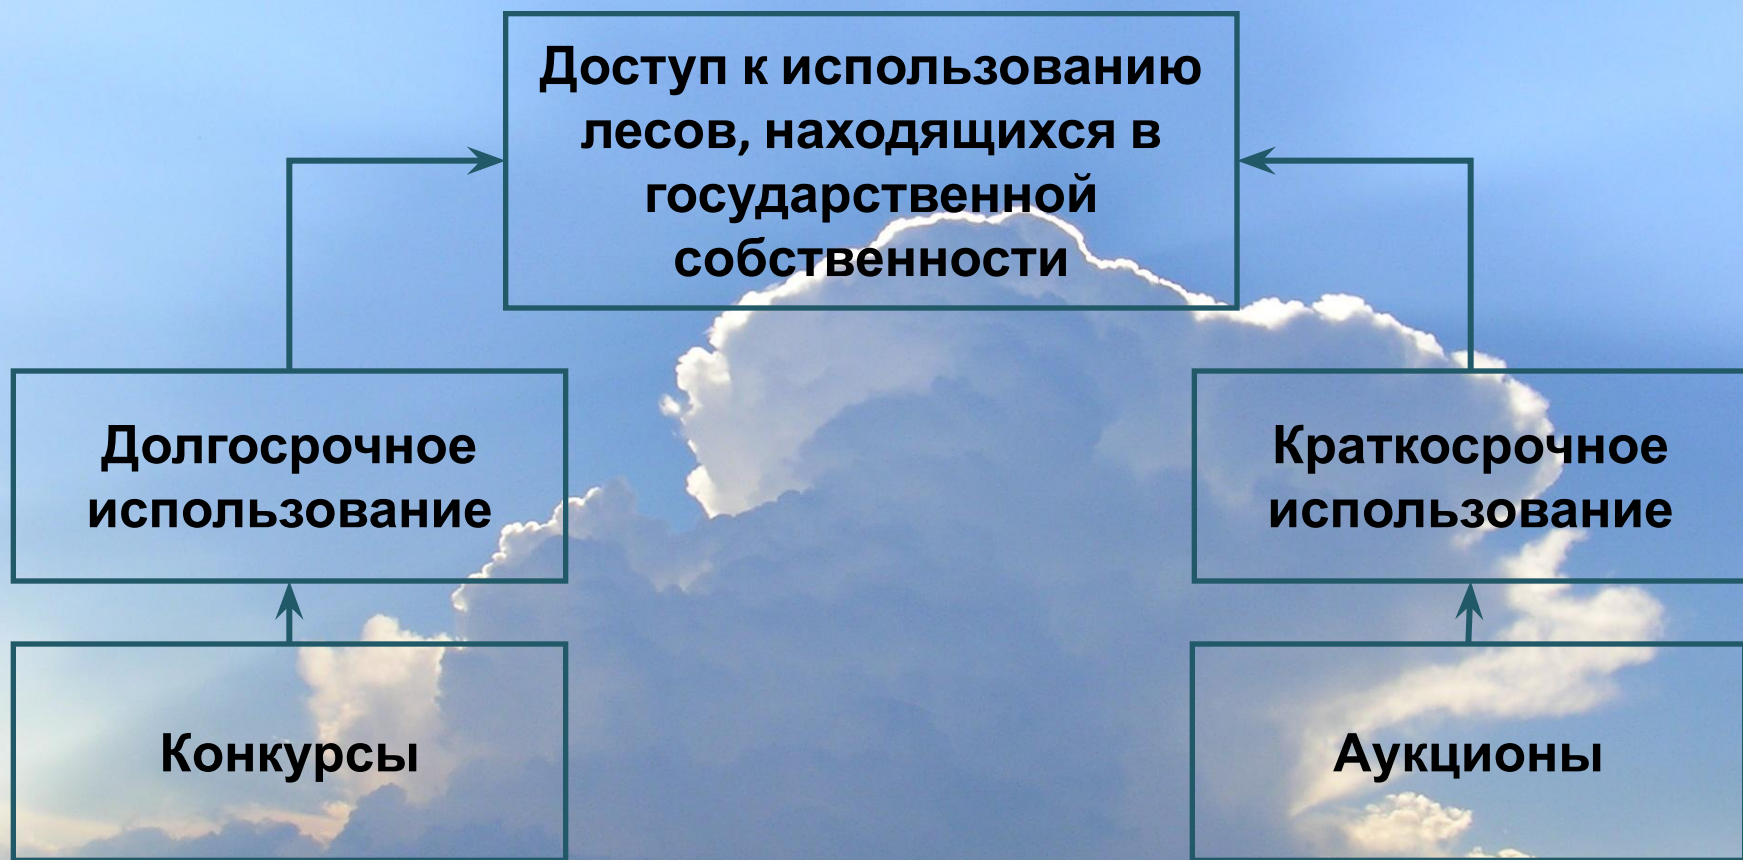 Доступ к использованию
лесов, находящихся в
государственной
собственности
Долгосрочное
использование
Краткосрочное
использование
Конкурсы
Аукционы